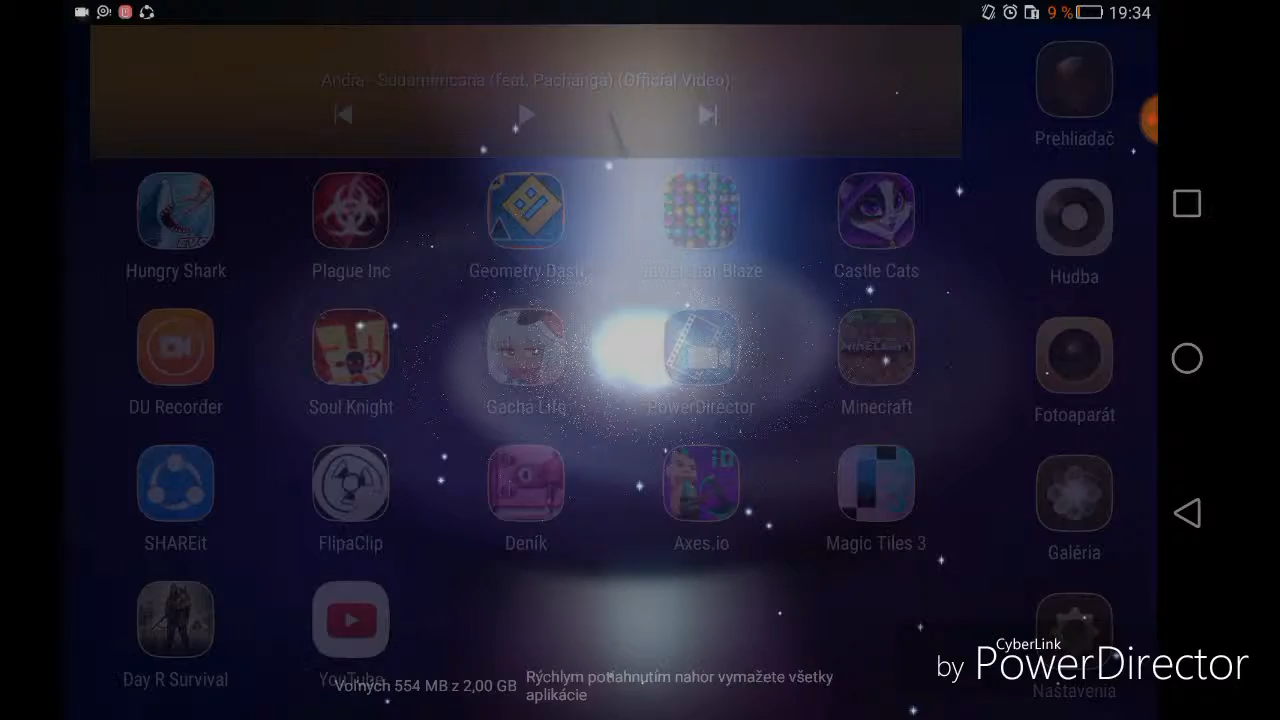 9 % 19:34
Andra - Sudamericana (feat. Pachanga) (Official Video)
Prehliadač
Hungry Shark
Plague Inc
Geometry Dash
Blaze
Castle Cats
Hudba
DU Recorder
Soul Knight
Gacha Life
PowerDirector
Minecraft
Fotoaparát
SHAREit
FlipaClip
Deník
Axes.io
Magic Tiles 3
Galéria
Day R Survival
YouTube
Voľných 554 MB z 2,00 GB
Rýchlym potiahnutím nahor vymažete všetky
aplikácie
Nastavenia
CyberLink
by PowerDirector